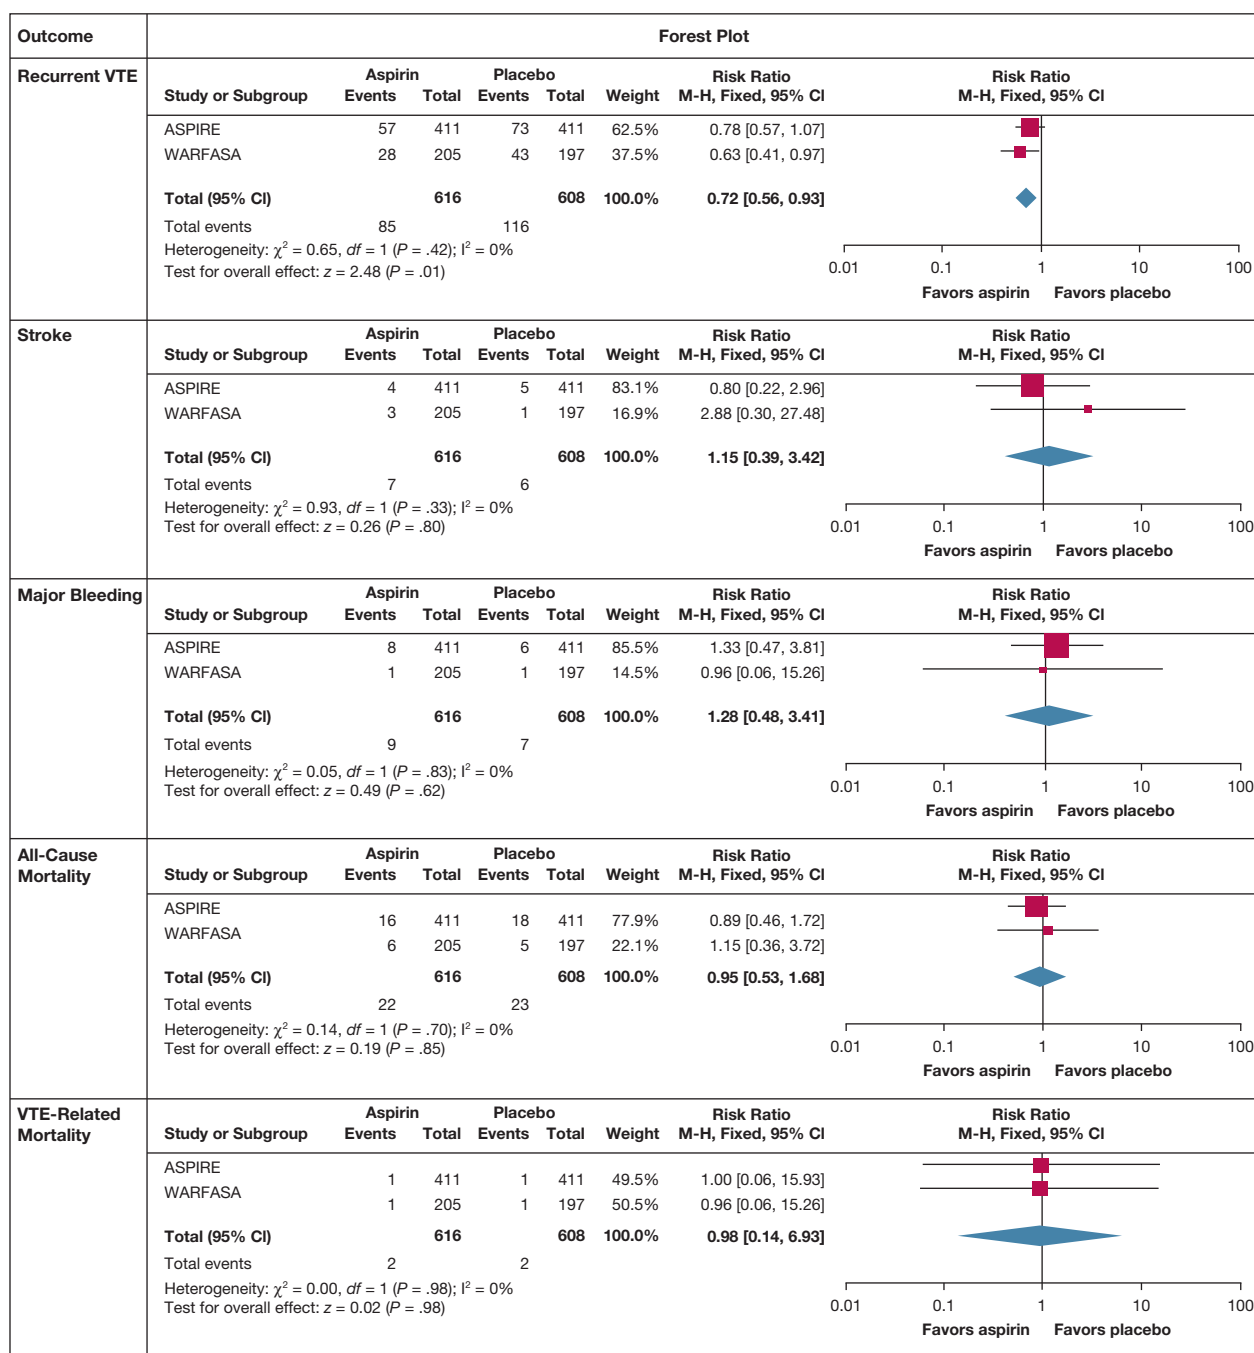 Outcome Forest Plot
Recurrent VTE
Aspirin Placebo Risk Ratio Risk Ratio
Study or Subgroup Events Total Events Total Weight M-H, Fixed, 95% CI M-H, Fixed, 95% CI
ASPIRE 57 411 73 411 62.5% 0.78 [0.57, 1.07]
WARFASA 28 205 43 197 37.5% 0.63 [0.41, 0.97]
Total (95% CI) 616 608 100.0% 0.72 [0.56, 0.93]
Total events 85 116
Heterogeneity: χ² = 0.65, df = 1 (P = .42); I² = 0%
Test for overall effect: z = 2.48 (P = .01)
0.01 0.1 1 10 100
Favors aspirin Favors placebo
Stroke
Aspirin Placebo Risk Ratio Risk Ratio
Study or Subgroup Events Total Events Total Weight M-H, Fixed, 95% CI M-H, Fixed, 95% CI
ASPIRE 4 411 5 411 83.1% 0.80 [0.22, 2.96]
WARFASA 3 205 1 197 16.9% 2.88 [0.30, 27.48]
Total (95% CI) 616 608 100.0% 1.15 [0.39, 3.42]
Total events 7 6
Heterogeneity: χ² = 0.93, df = 1 (P = .33); I² = 0%
Test for overall effect: z = 0.26 (P = .80)
0.01 0.1 1 10 100
Favors aspirin Favors placebo
Major Bleeding
Aspirin Placebo Risk Ratio Risk Ratio
Study or Subgroup Events Total Events Total Weight M-H, Fixed, 95% CI M-H, Fixed, 95% CI
ASPIRE 8 411 6 411 85.5% 1.33 [0.47, 3.81]
WARFASA 1 205 1 197 14.5% 0.96 [0.06, 15.26]
Total (95% CI) 616 608 100.0% 1.28 [0.48, 3.41]
Total events 9 7
Heterogeneity: χ² = 0.05, df = 1 (P = .83); I² = 0%
Test for overall effect: z = 0.49 (P = .62)
0.01 0.1 1 10 100
Favors aspirin Favors placebo
All-Cause
Mortality
Aspirin Placebo Risk Ratio Risk Ratio
Study or Subgroup Events Total Events Total Weight M-H, Fixed, 95% CI M-H, Fixed, 95% CI
ASPIRE 16 411 18 411 77.9% 0.89 [0.46, 1.72]
WARFASA 6 205 5 197 22.1% 1.15 [0.36, 3.72]
Total (95% CI) 616 608 100.0% 0.95 [0.53, 1.68]
Total events 22 23
Heterogeneity: χ² = 0.14, df = 1 (P = .70); I² = 0%
Test for overall effect: z = 0.19 (P = .85)
0.01 0.1 1 10 100
Favors aspirin Favors placebo
VTE-Related
Mortality
Aspirin Placebo Risk Ratio Risk Ratio
Study or Subgroup Events Total Events Total Weight M-H, Fixed, 95% CI M-H, Fixed, 95% CI
ASPIRE 1 411 1 411 49.5% 1.00 [0.06, 15.93]
WARFASA 1 205 1 197 50.5% 0.96 [0.06, 15.26]
Total (95% CI) 616 608 100.0% 0.98 [0.14, 6.93]
Total events 2 2
Heterogeneity: χ² = 0.00, df = 1 (P = .98); I² = 0%
Test for overall effect: z = 0.02 (P = .98)
0.01 0.1 1 10 100
Favors aspirin Favors placebo